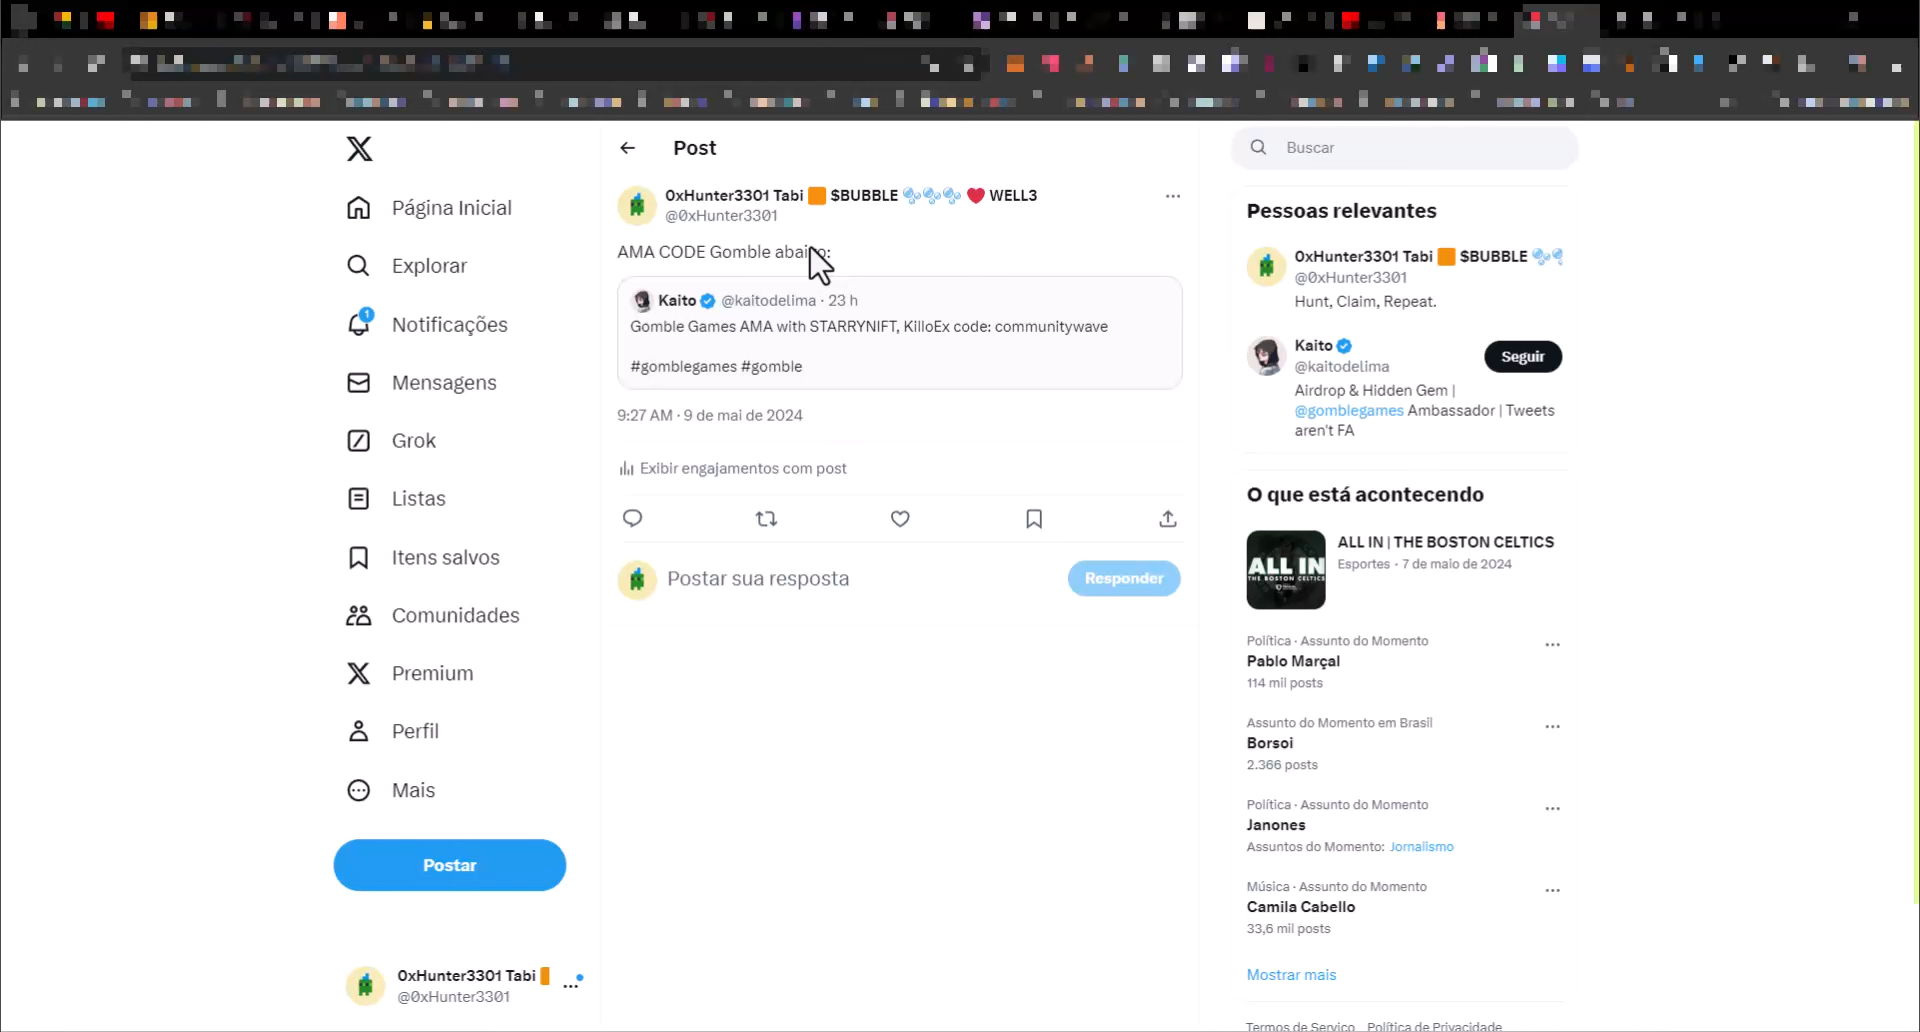 Página Inicial
Explorar
1
Notificações
Mensagens
Grok
Listas
Itens salvos
Comunidades
Premium
Perfil
Mais
Postar
0xHunter3301 Tabi
@0xHunter3301
Post
0xHunter3301 Tabi 🟧 $BUBBLE 🫧🫧🫧 ❤️ WELL3
@0xHunter3301
AMA CODE Gomble abaixo:
Kaito @kaitodelima · 23 h
Gomble Games AMA with STARRYNIFT, KilloEx code: communitywave
#gomblegames #gomble
9:27 AM · 9 de mai de 2024
Exibir engajamentos com post
Postar sua resposta
Responder
Buscar
Pessoas relevantes
0xHunter3301 Tabi 🟧 $BUBBLE 🫧🫧
@0xHunter3301
Hunt, Claim, Repeat.
Kaito
@kaitodelima
Seguir
Airdrop & Hidden Gem |
@gomblegames Ambassador | Tweets
aren't FA
O que está acontecendo
ALL IN
THE BOSTON CELTICS
ALL IN | THE BOSTON CELTICS
Esportes · 7 de maio de 2024
Política · Assunto do Momento
Pablo Marçal
114 mil posts
Assunto do Momento em Brasil
Borsoi
2.366 posts
Política · Assunto do Momento
Janones
Assuntos do Momento: Jornalismo
Música · Assunto do Momento
Camila Cabello
33,6 mil posts
Mostrar mais
Termos de Serviço Política de Privacidade